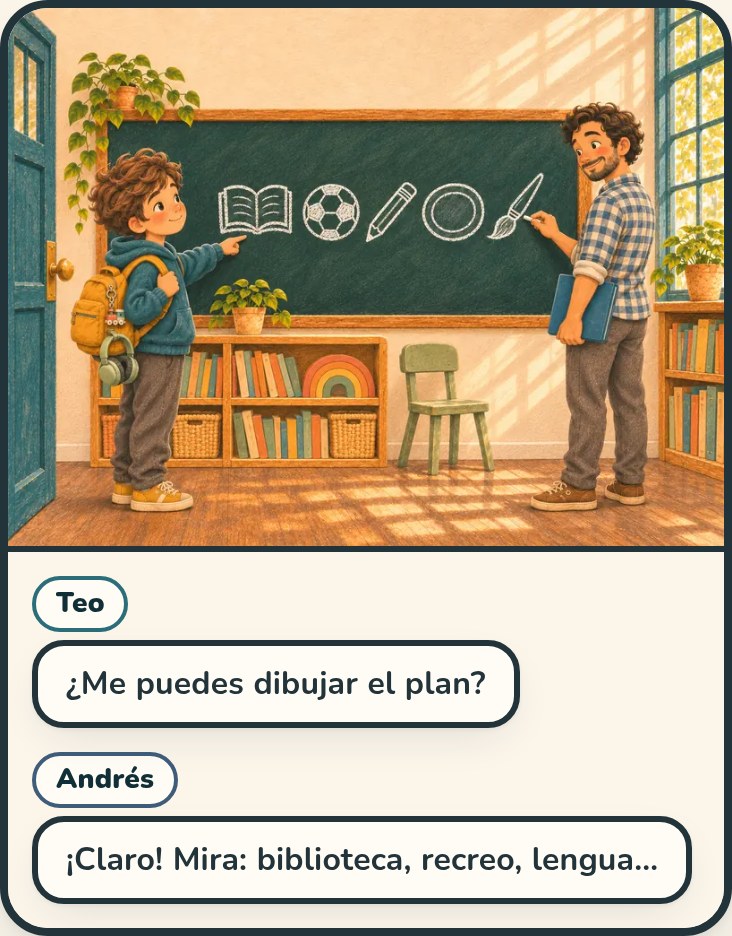 Teo
¿Me puedes dibujar el plan?
Andrés
¡Claro! Mira: biblioteca, recreo, lengua...